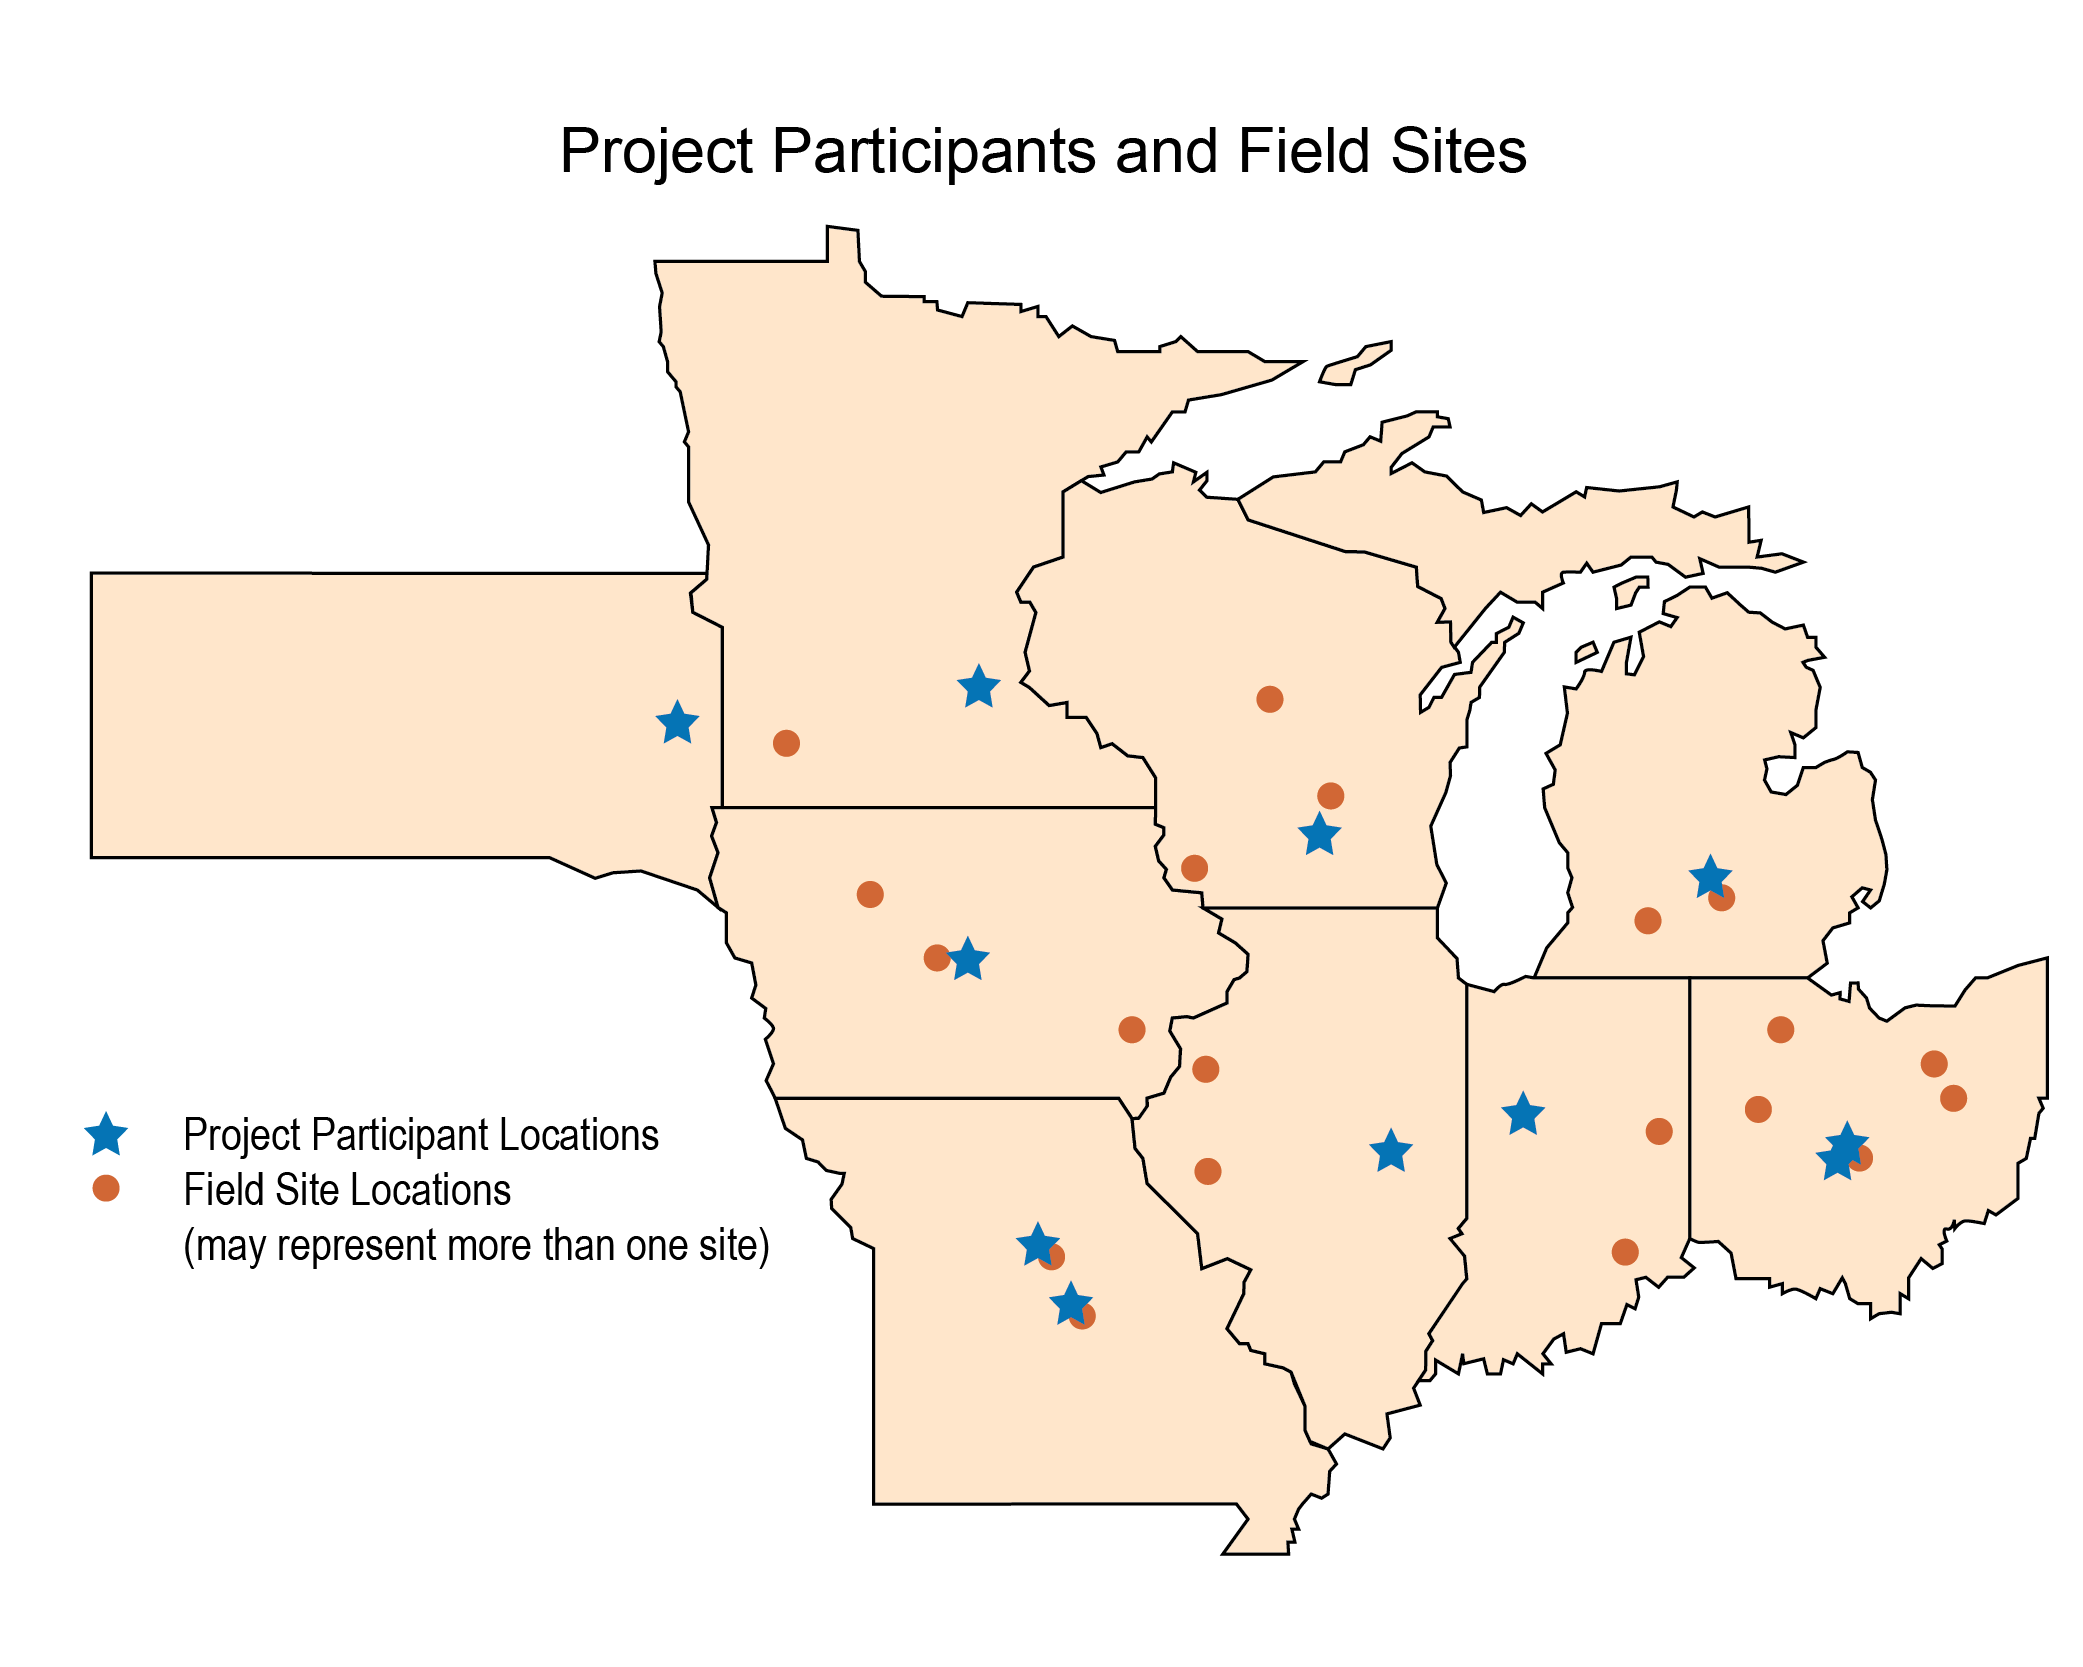 Project Participants and Field Sites
Project Participant Locations
Field Site Locations
(may represent more than one site)